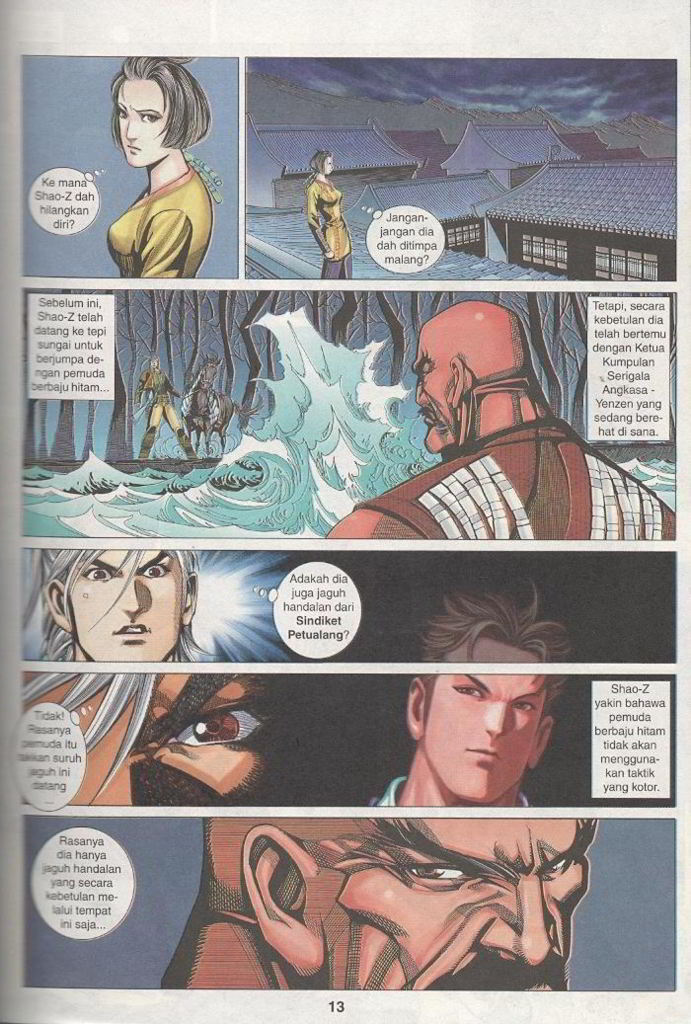 Ke mana
Shao-Z dah
hilangkan
diri?
Jangan-
jangan dia
dah ditimpa
malang?
Sebelum ini,
Shao-Z telah
datang ke tepi
sungai untuk
berjumpa de-
ngan pemuda
berbaju hitam...
Tetapi, secara
kebetulan dia
telah bertemu
dengan Ketua
Kumpulan
Serigala
Angkasa -
Yenzen yang
sedang bere-
hat di sana.
Adakah dia
juga jaguh
handalan dari
Sindiket
Petualang?
Tidak!
Rasanya
pemuda itu
takkan suruh
jaguh ini
datang
...
Shao-Z
yakin bahawa
pemuda
berbaju hitam
tidak akan
mengguna-
kan taktik
yang kotor.
Rasanya
dia hanya
jaguh handalan
yang secara
kebetulan me-
lalui tempat
ini saja...
13